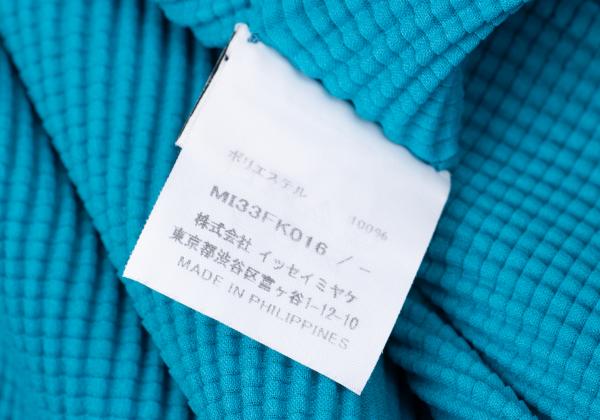 ポリエステル 100%
MI33FK016 / -
株式会社 イッセイミヤケ
東京都渋谷区富ヶ谷1-12-10
MADE IN PHILIPPINES